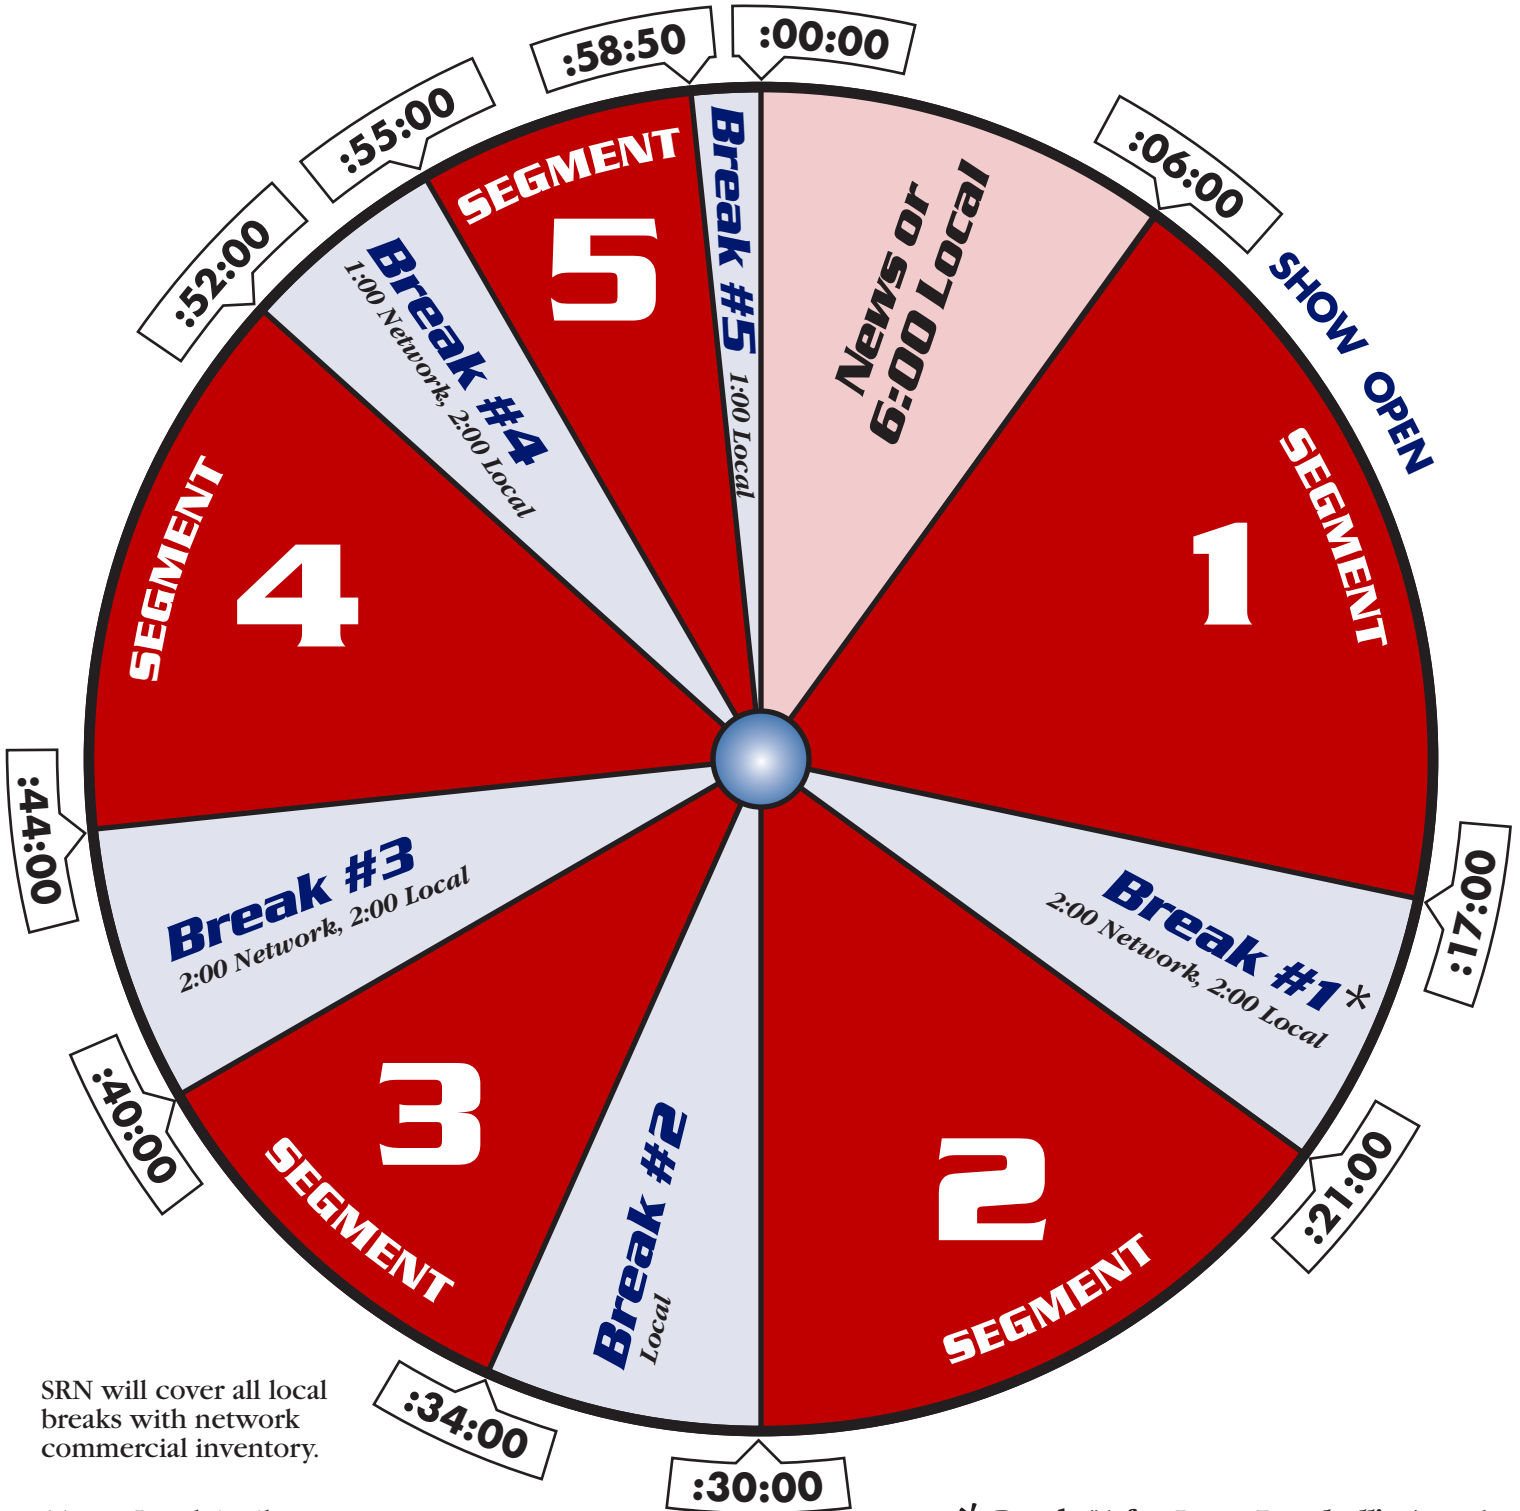 :00:00
News or
6:00 Local
:06:00
SHOW OPEN
SEGMENT
1
:17:00
Break #1*
2:00 Network, 2:00 Local
:21:00
2
SEGMENT
:30:00
Break #2
Local
:34:00
3
SEGMENT
:40:00
Break #3
2:00 Network, 2:00 Local
:44:00
SEGMENT
4
:52:00
Break #4
1:00 Network, 2:00 Local
:55:00
SEGMENT
5
:58:50
Break #5 1:00 Local
SRN will cover all local
breaks with network
commercial inventory.